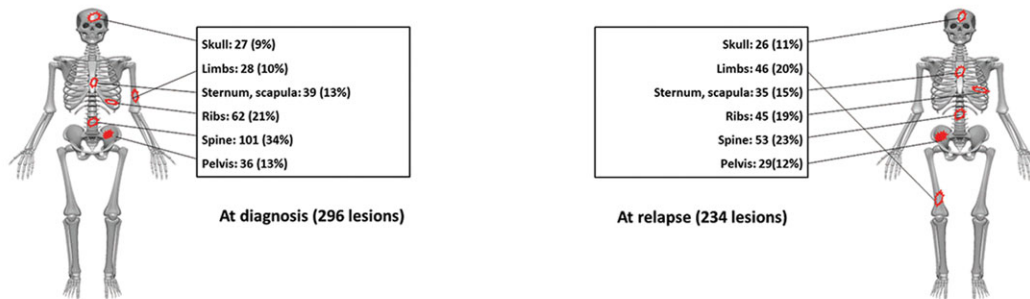 Skull: 27 (9%)
Limbs: 28 (10%)
Sternum, scapula: 39 (13%)
Ribs: 62 (21%)
Spine: 101 (34%)
Pelvis: 36 (13%)
At diagnosis (296 lesions)
Skull: 26 (11%)
Limbs: 46 (20%)
Sternum, scapula: 35 (15%)
Ribs: 45 (19%)
Spine: 53 (23%)
Pelvis: 29(12%)
At relapse (234 lesions)